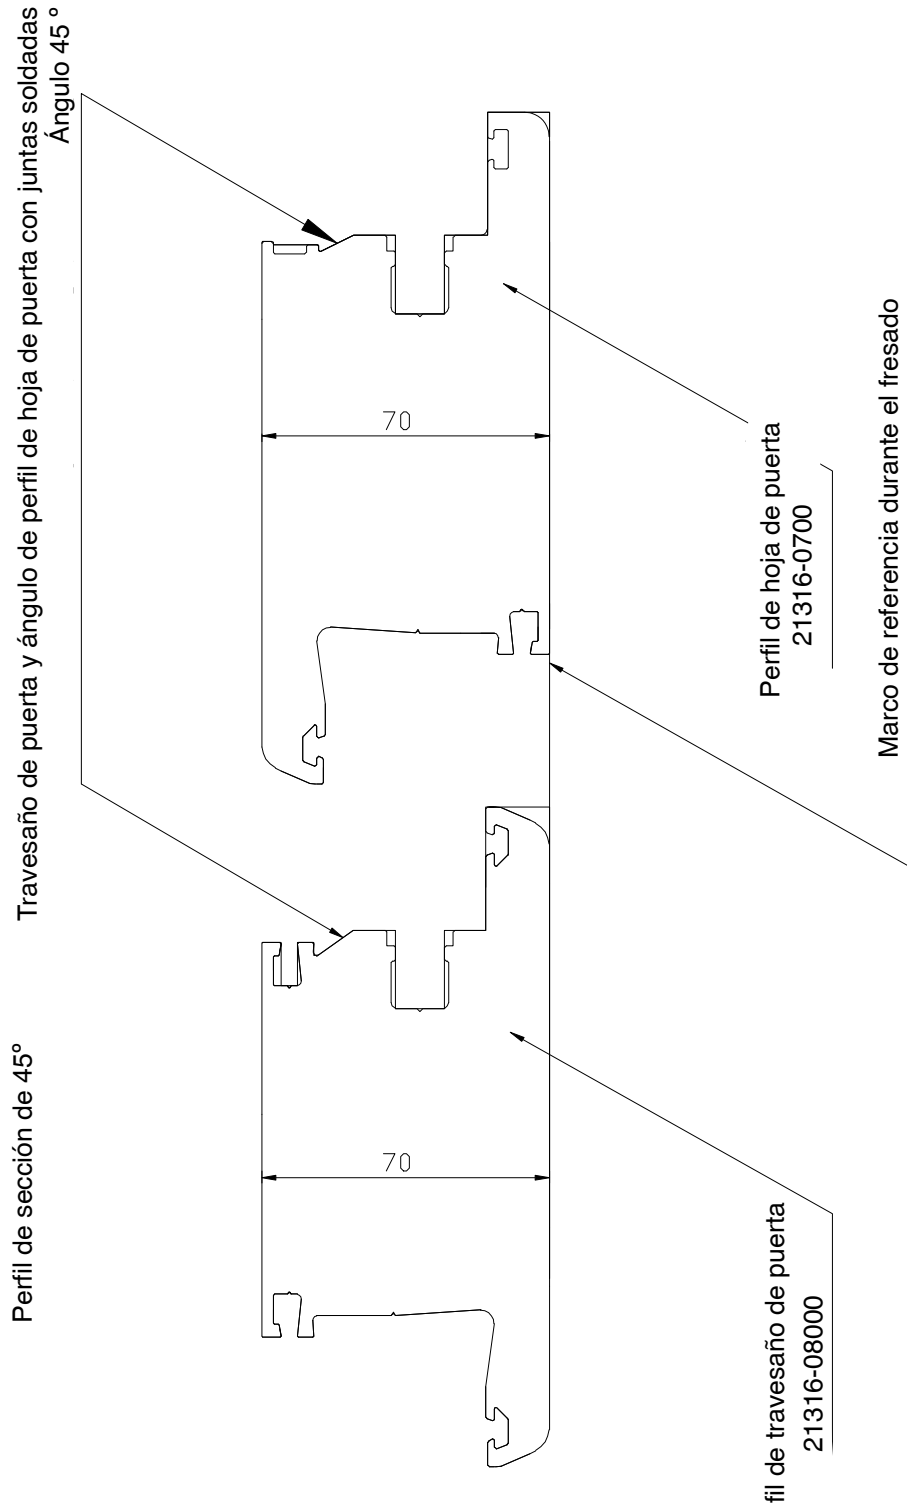 Perfil de sección de 45º
Travesaño de puerta y ángulo de perfil de hoja de puerta con juntas soldadas
Ángulo 45 º
70
70
fil de travesaño de puerta
21316-08000
Perfil de hoja de puerta
21316-0700
Marco de referencia durante el fresado